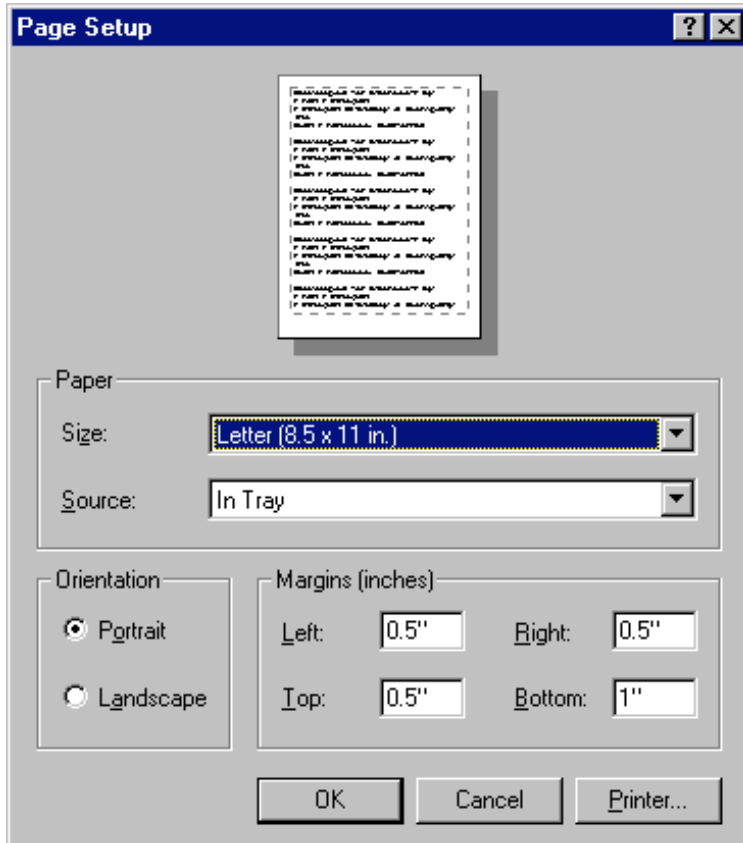 Page Setup
Paper
Size: Letter (8.5 x 11 in.)
Source: In Tray
Orientation
Portrait
Landscape
Margins (inches)
Left: 0.5" Right: 0.5"
Top: 0.5" Bottom: 1"
OK Cancel Printer...